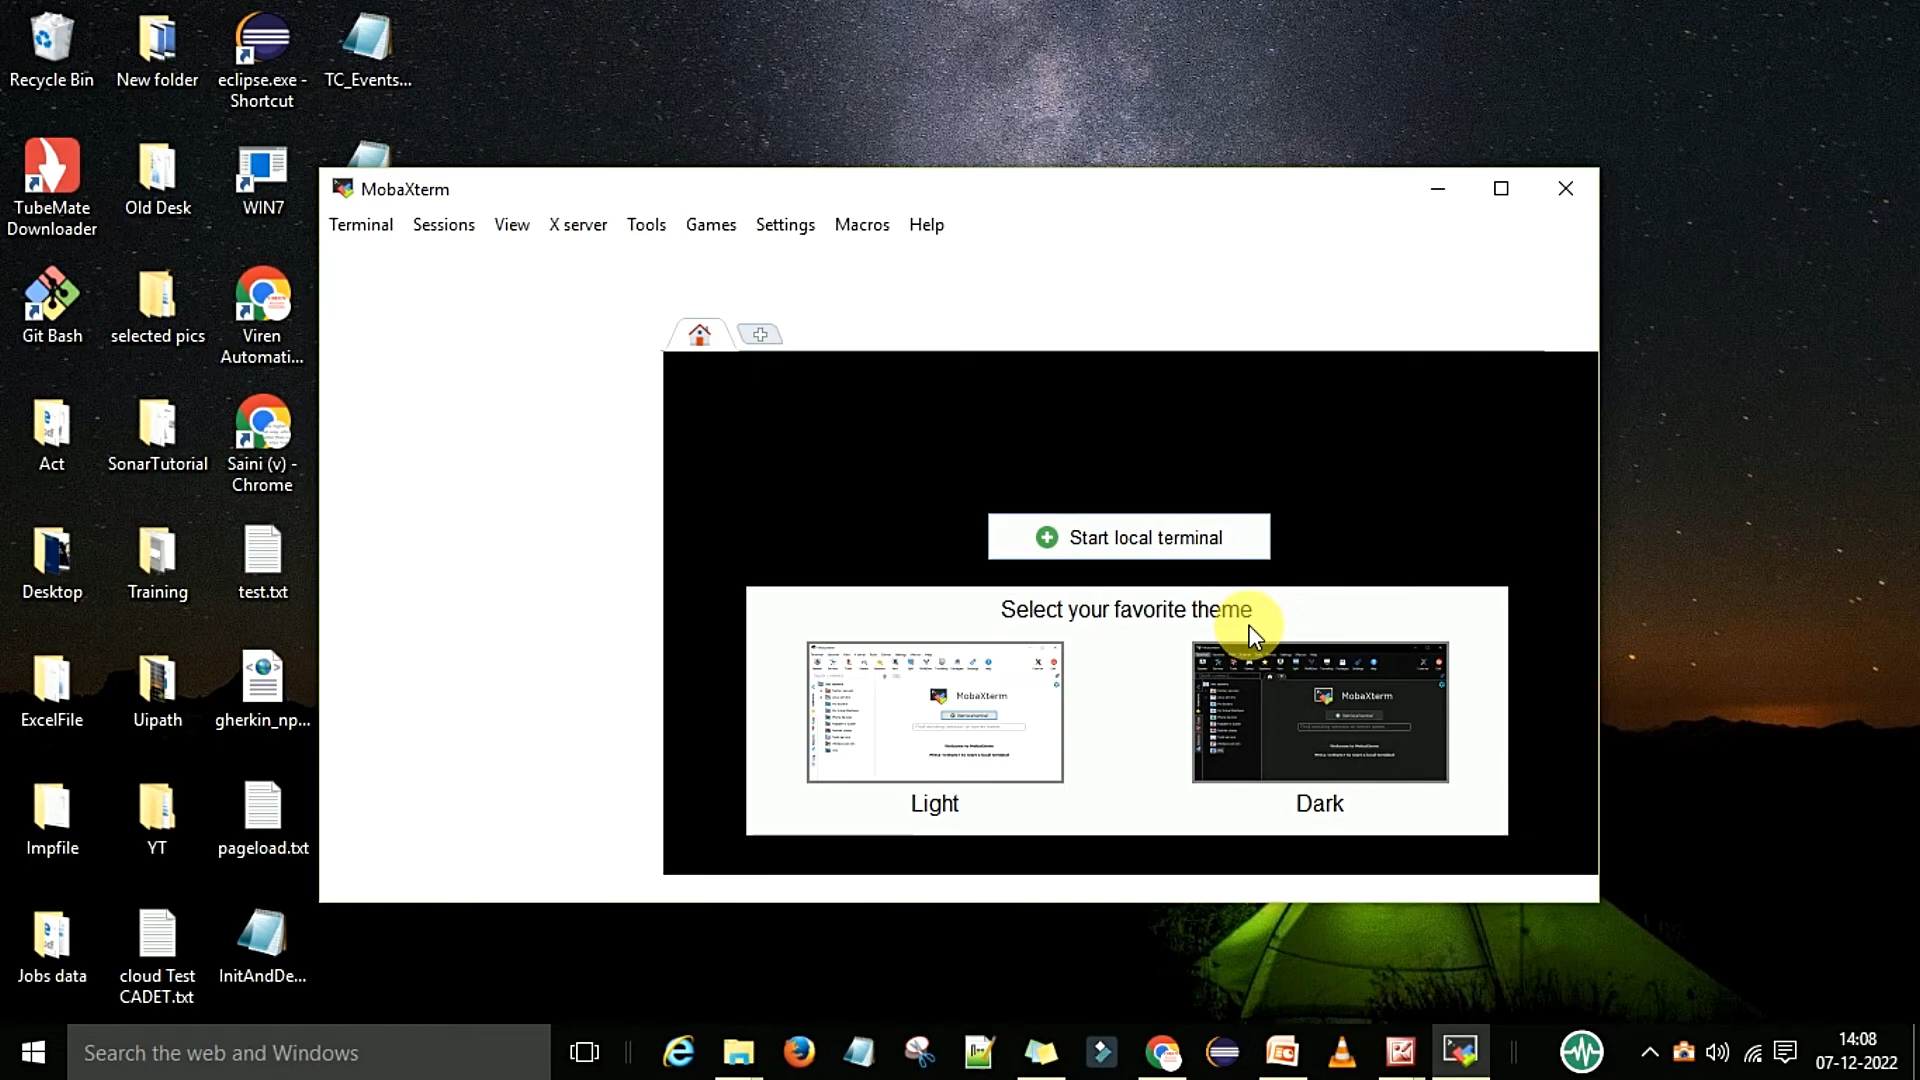 Recycle Bin
New folder
eclipse.exe -
Shortcut
TC_Events...
TubeMate
Downloader
Old Desk
WIN7
Git Bash
selected pics
Viren
Automati...
Act
SonarTutorial
Saini (v) -
Chrome
Desktop
Training
test.txt
ExcelFile
Uipath
gherkin_np...
Impfile
YT
pageload.txt
Jobs data
cloud Test
CADET.txt
InitAndDe...
MobaXterm
Terminal Sessions View X server Tools Games Settings Macros Help
Start local terminal
Select your favorite theme
MobaXterm
MobaXterm
Light
Dark
Search the web and Windows
14:08
07-12-2022